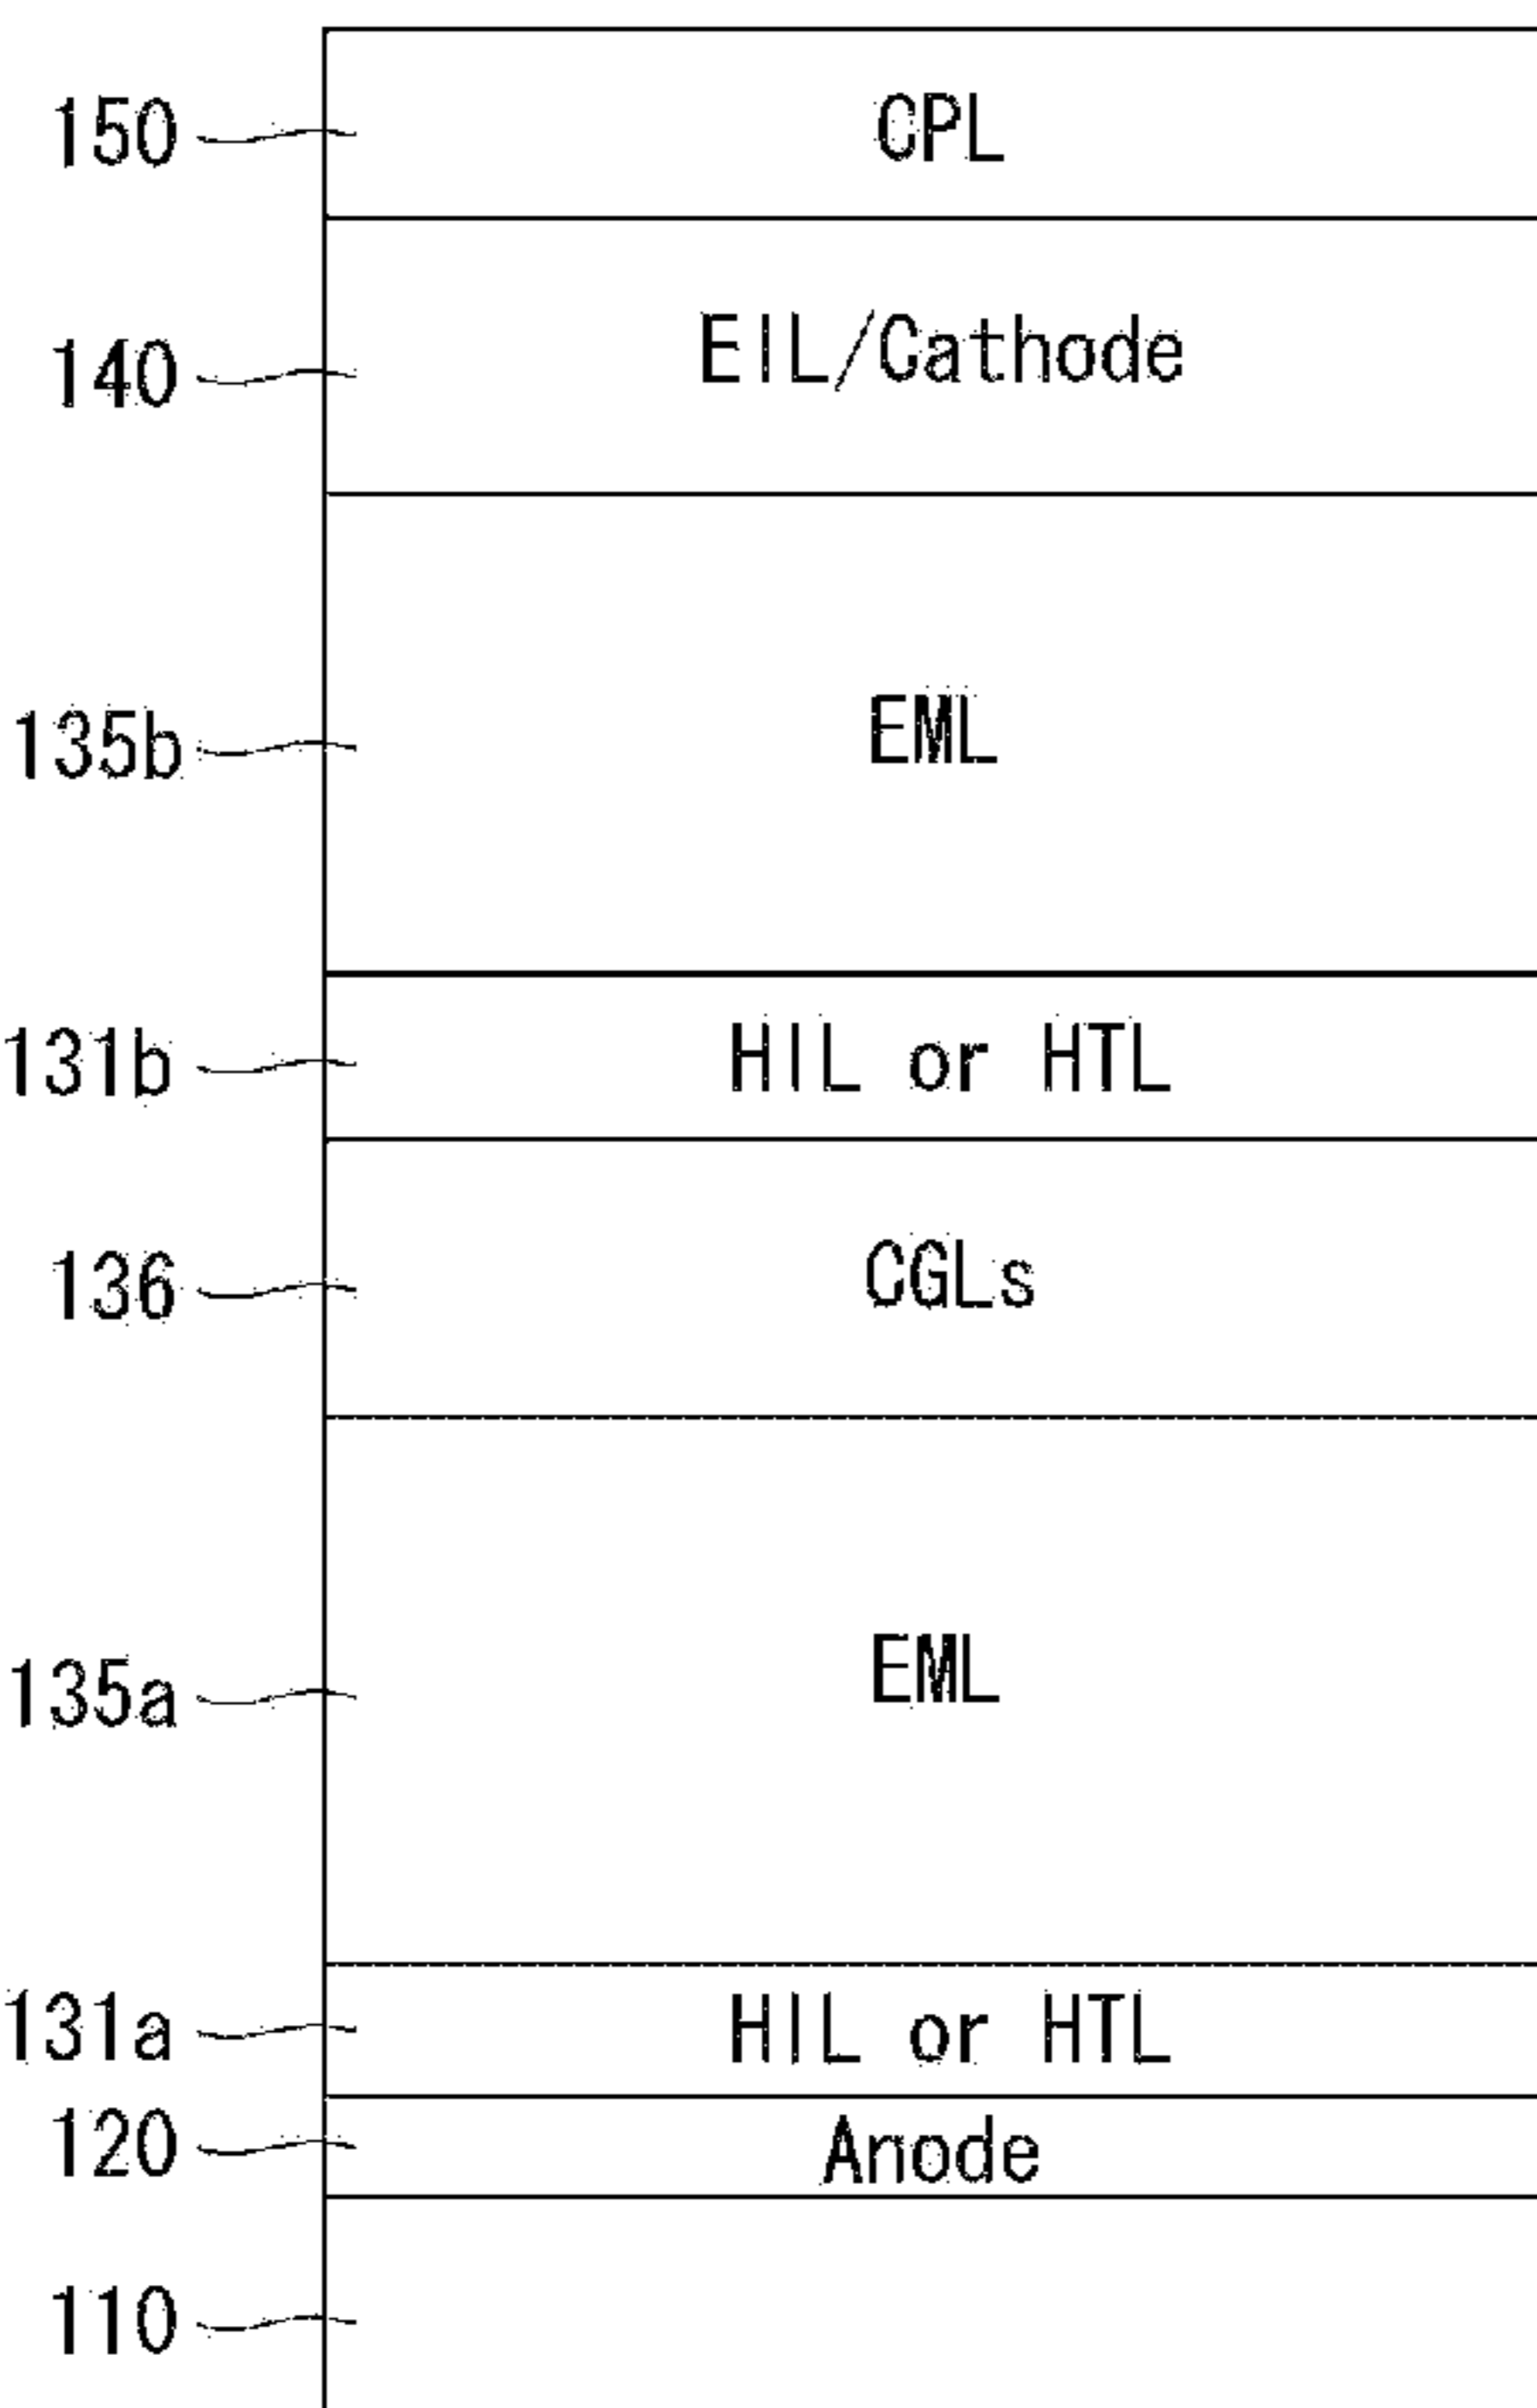 150 CPL
140 EIL/Cathode
135b EML
131b HIL or HTL
136 CGLs
135a EML
131a HIL or HTL
120 Anode
110